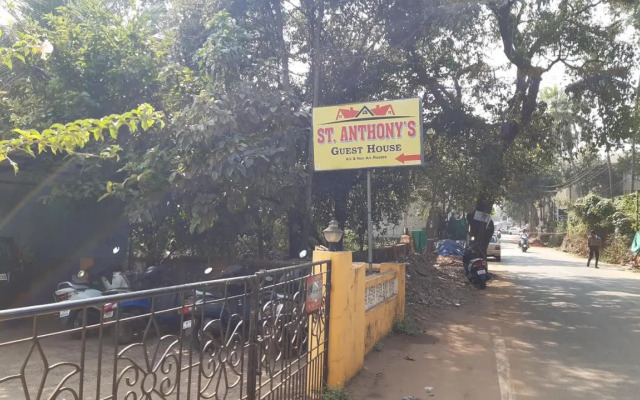 ST. ANTHONY'S
GUEST HOUSE
A/C & NON A/C ROOMS